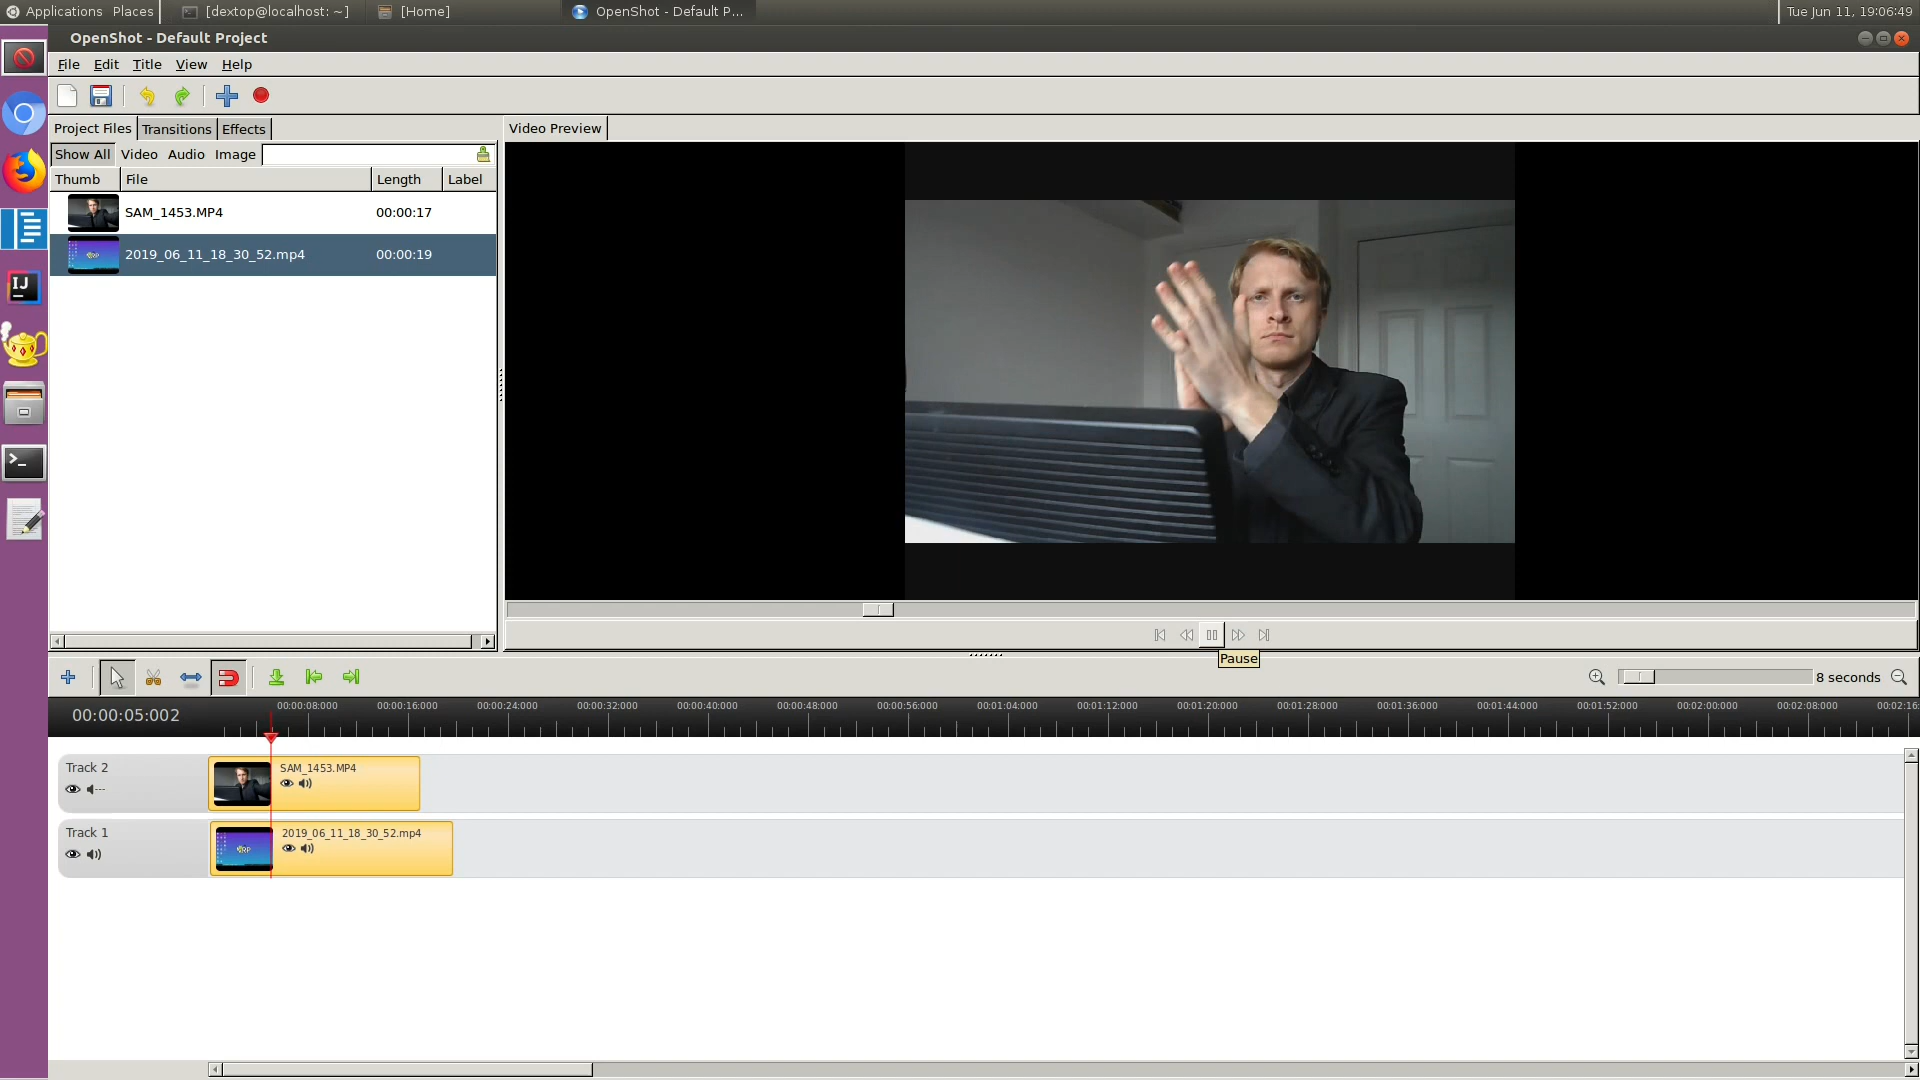 Applications Places [dextop@localhost: ~] [Home] OpenShot - Default P... Tue Jun 11, 19:06:49
OpenShot - Default Project
File Edit Title View Help
Project Files Transitions Effects Video Preview
Show All Video Audio Image
Thumb File Length Label
SAM_1453.MP4 00:00:17
2019_06_11_18_30_52.mp4 00:00:19
IJ
Pause
8 seconds
00:00:05:002
00:00:08:000 00:00:16:000 00:00:24:000 00:00:32:000 00:00:40:000 00:00:48:000 00:00:56:000 00:01:04:000 00:01:12:000 00:01:20:000 00:01:28:000 00:01:36:000 00:01:44:000 00:01:52:000 00:02:00:000 00:02:08:000 00:02:16:
Track 2 SAM_1453.MP4
Track 1 2019_06_11_18_30_52.mp4